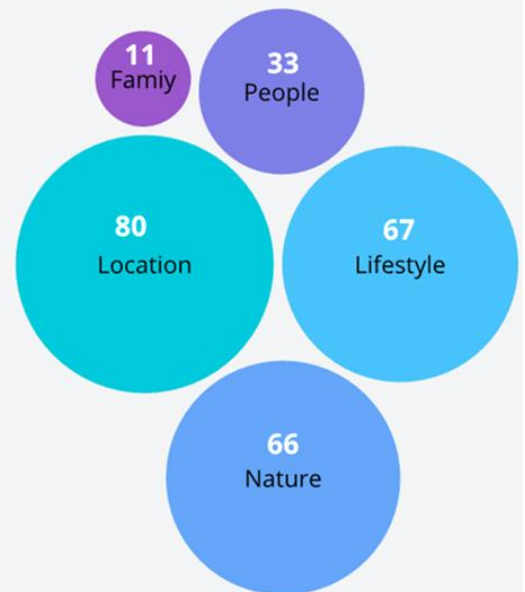 11
Famiy
33
People
80
Location
67
Lifestyle
66
Nature